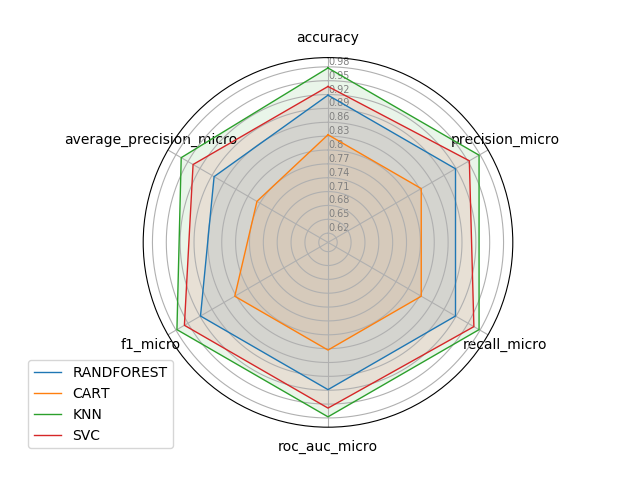 accuracy
0.98
0.95
0.92
0.89
0.86
0.83
0.8
0.77
0.74
0.71
0.68
0.65
0.62
average_precision_micro
precision_micro
f1_micro
recall_micro
roc_auc_micro
RANDFOREST
CART
KNN
SVC